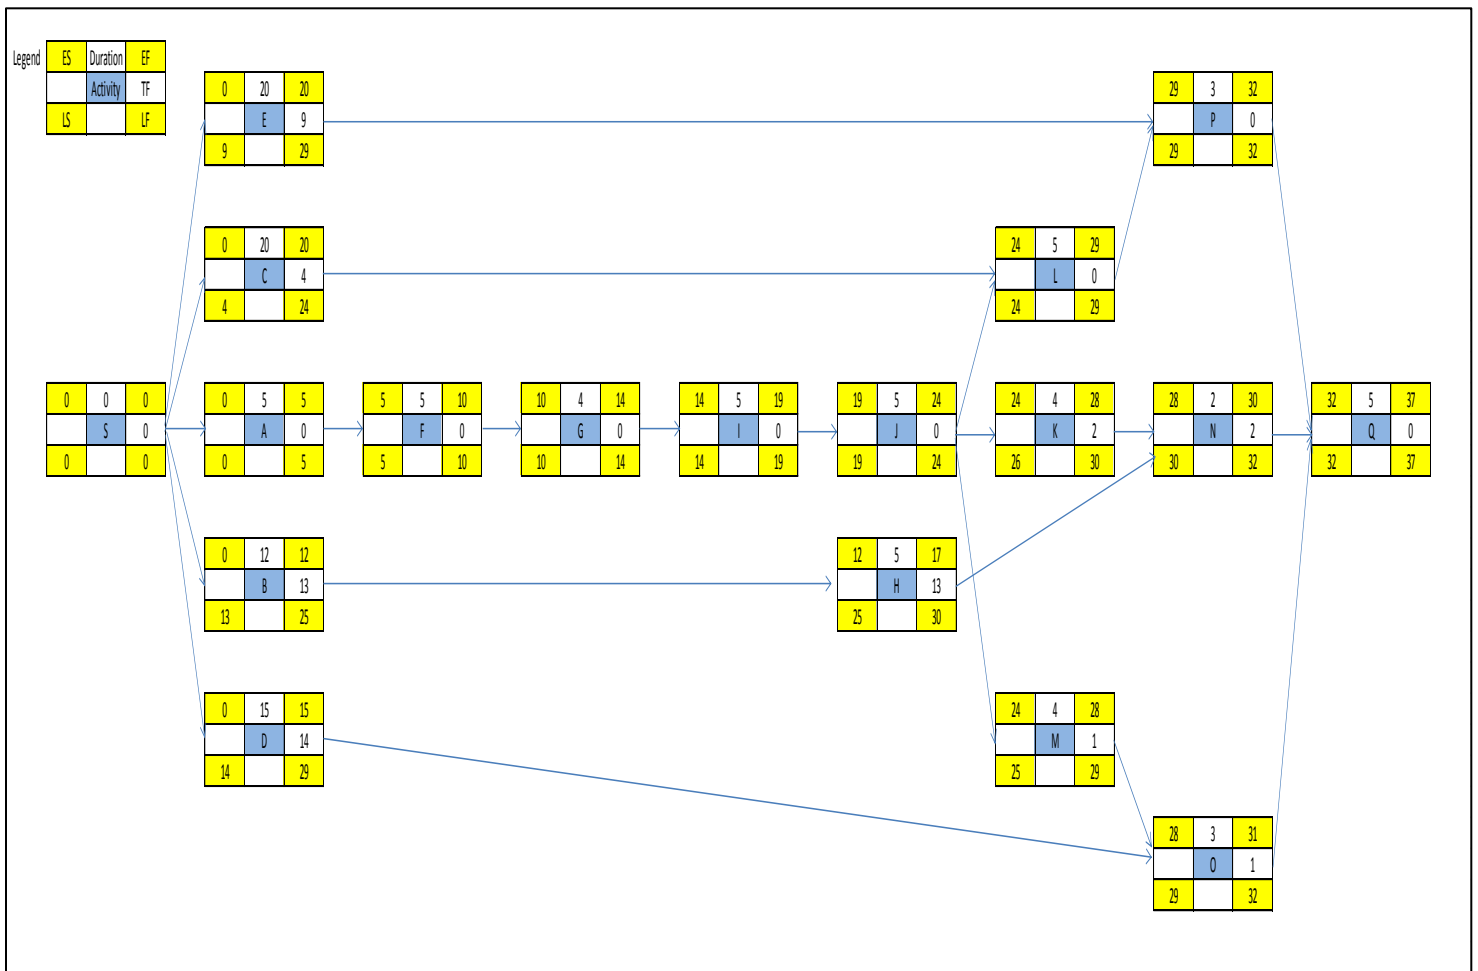 Legend ES Duration EF
Activity TF
LS LF
0 20 20
E 9
9 29
29 3 32
P 0
29 32
0 20 20
C 4
4 24
24 5 29
L 0
24 29
0 0 0
S 0
0 0
0 5 5
A 0
0 5
5 5 10
F 0
5 10
10 4 14
G 0
10 14
14 5 19
I 0
14 19
19 5 24
J 0
19 24
24 4 28
K 2
26 30
28 2 30
N 2
30 32
32 5 37
Q 0
32 37
0 12 12
B 13
13 25
12 5 17
H 13
25 30
0 15 15
D 14
14 29
24 4 28
M 1
25 29
28 3 31
O 1
29 32